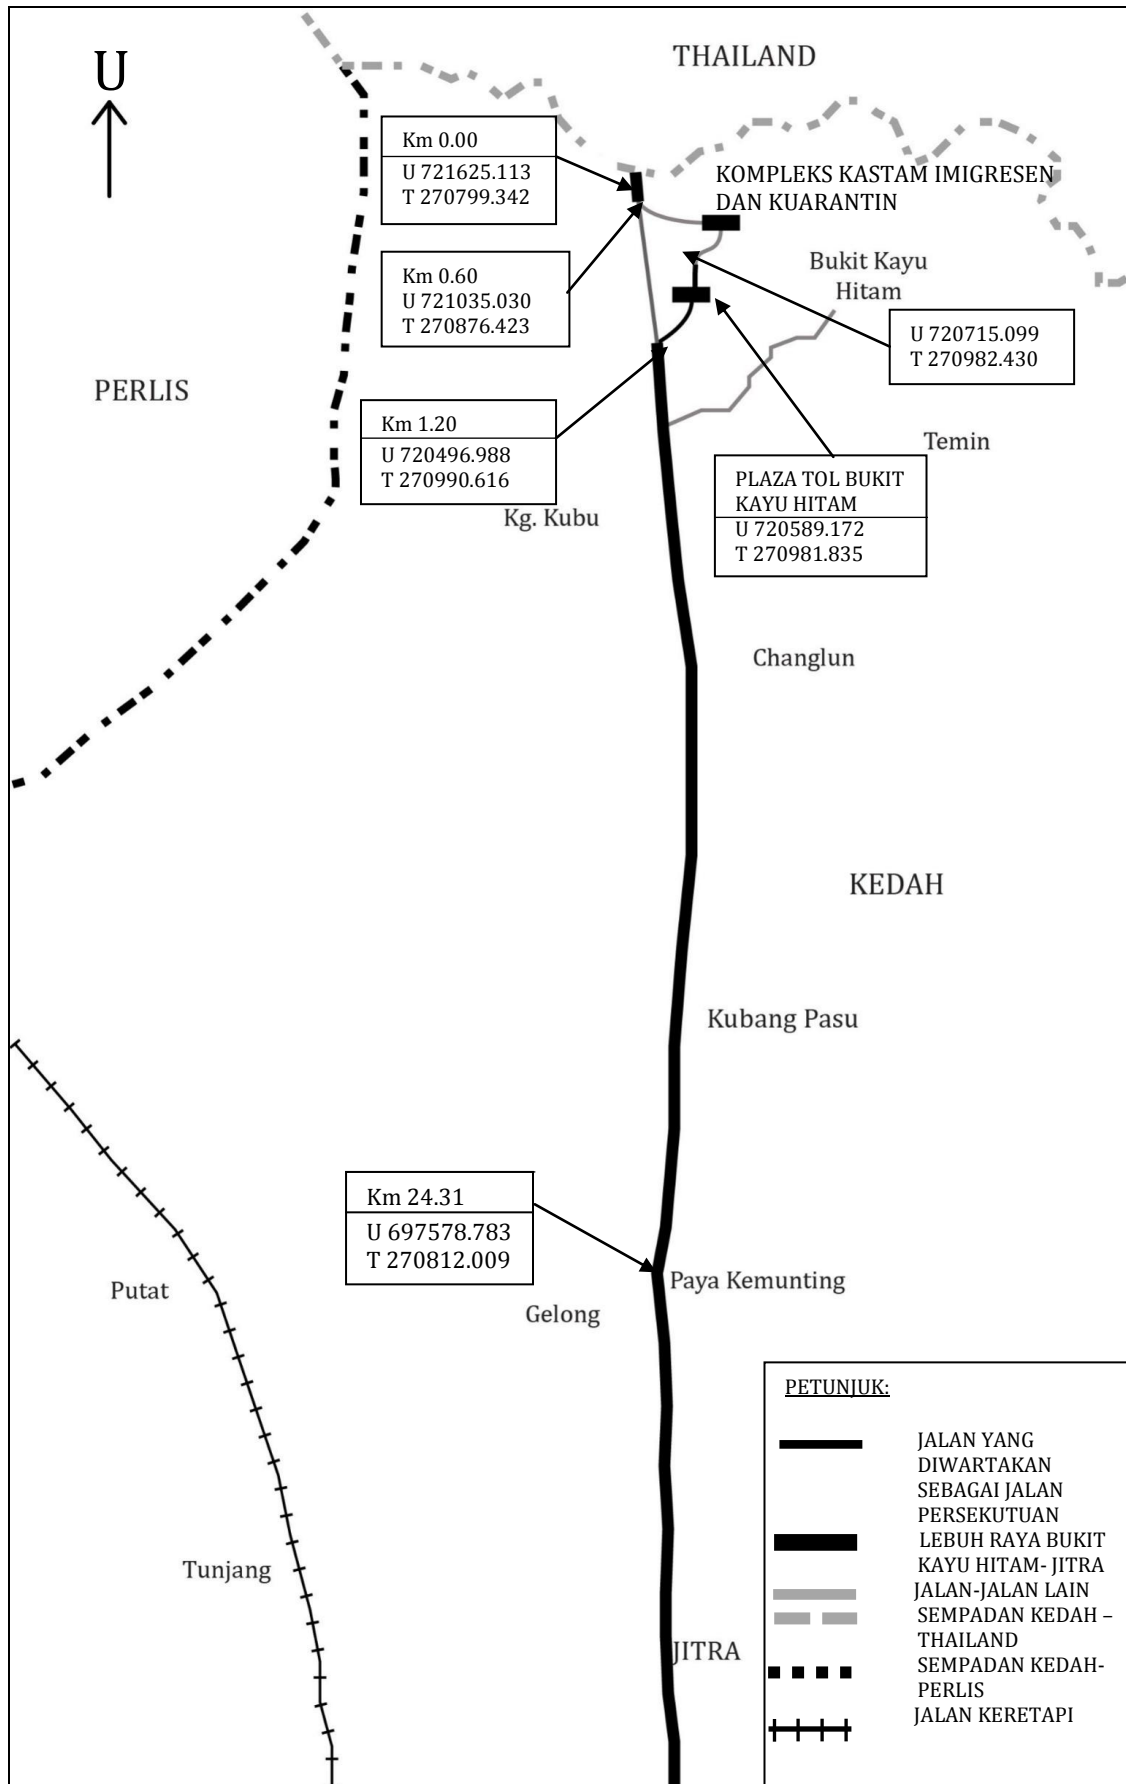 U
THAILAND
Km 0.00
U 721625.113
T 270799.342
KOMPLEKS KASTAM IMIGRESEN
DAN KUARANTIN
Km 0.60
U 721035.030
T 270876.423
Bukit Kayu
Hitam
U 720715.099
T 270982.430
PERLIS
Km 1.20
U 720496.988
T 270990.616
Temin
PLAZA TOL BUKIT
KAYU HITAM
U 720589.172
T 270981.835
Kg. Kubu
Changlun
KEDAH
Kubang Pasu
Km 24.31
U 697578.783
T 270812.009
Putat
Paya Kemunting
Gelong
Tunjang
JITRA
PETUNJUK:
JALAN YANG
DIWARTAKAN
SEBAGAI JALAN
PERSEKUTUAN
LEBUH RAYA BUKIT
KAYU HITAM- JITRA
JALAN-JALAN LAIN
SEMPADAN KEDAH –
THAILAND
SEMPADAN KEDAH-
PERLIS
JALAN KERETAPI